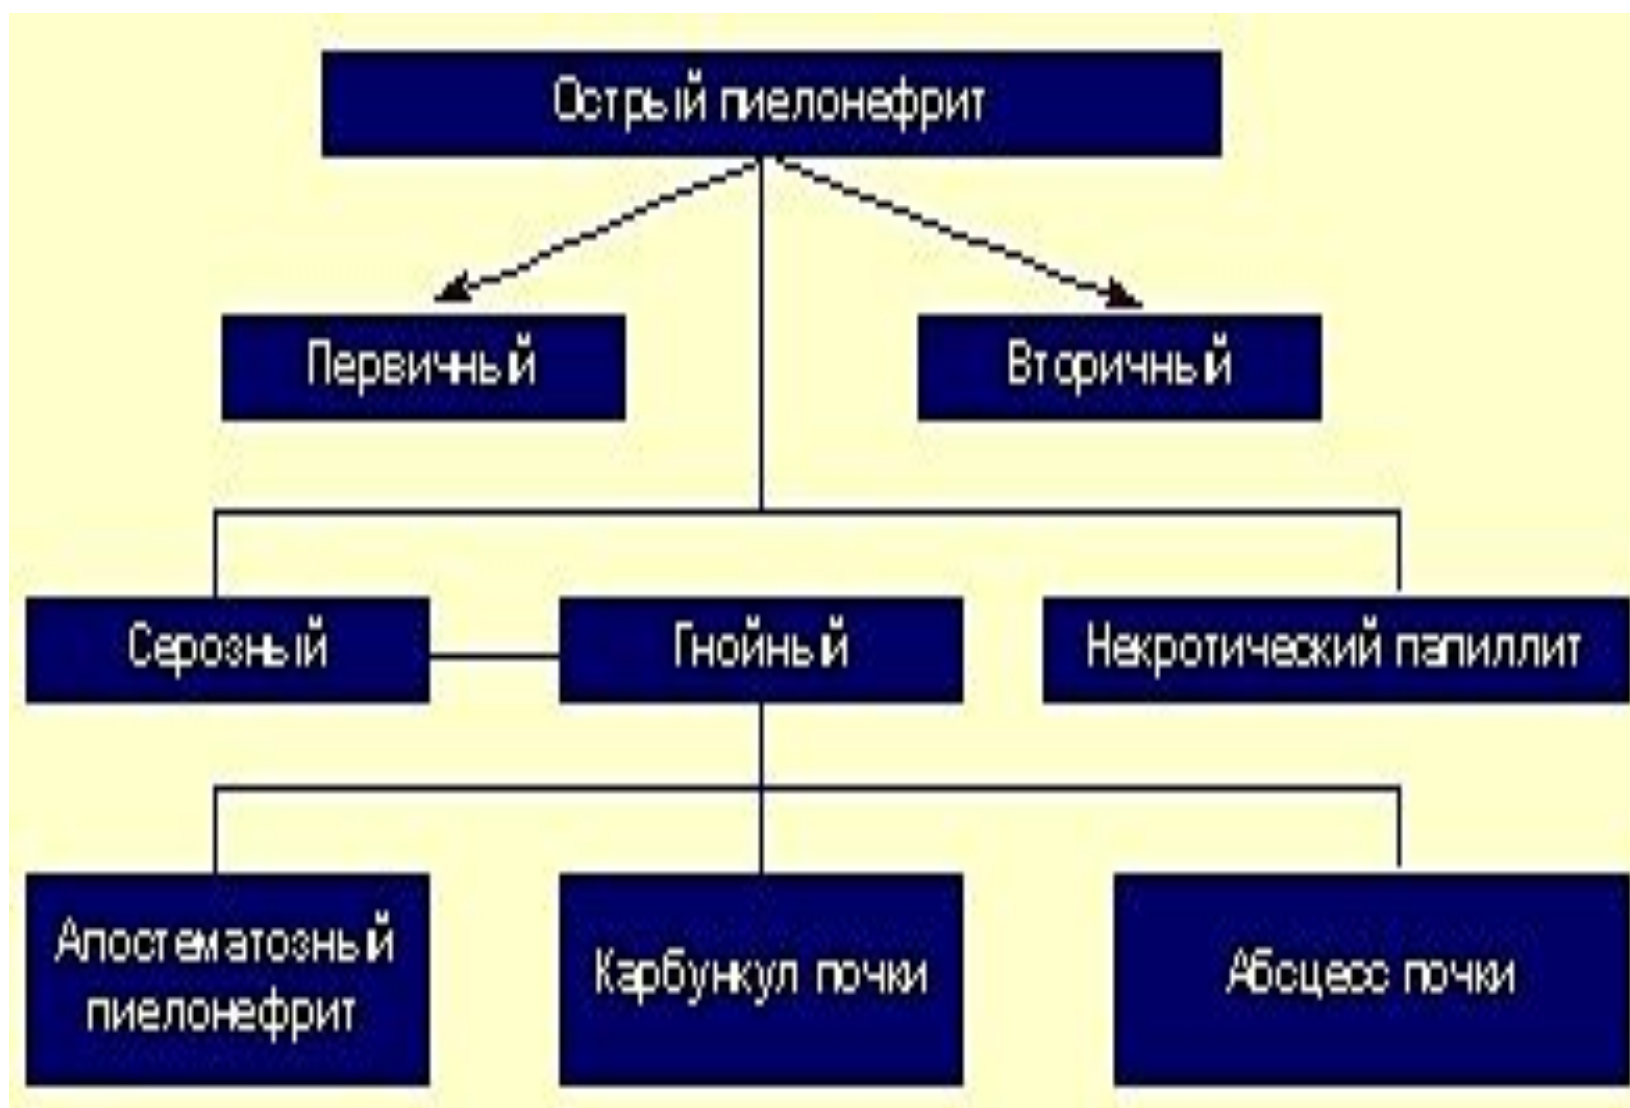 Острый пиелонефрит
Первичный
Вторичный
Серозный
Гнойный
Некротический папиллит
Апостематозный
пиелонефрит
Карбункул почки
Абсцесс почки